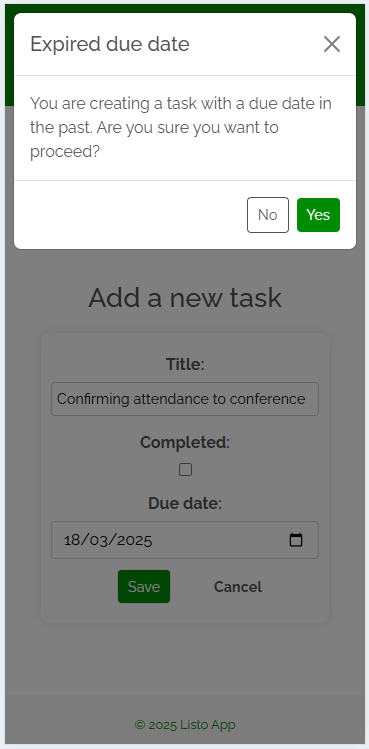 Expired due date
You are creating a task with a due date in
the past. Are you sure you want to
proceed?
No
Yes
Add a new task
Title:
Confirming attendance to conference
Completed:
Due date:
18/03/2025
Save
Cancel
© 2025 Listo App